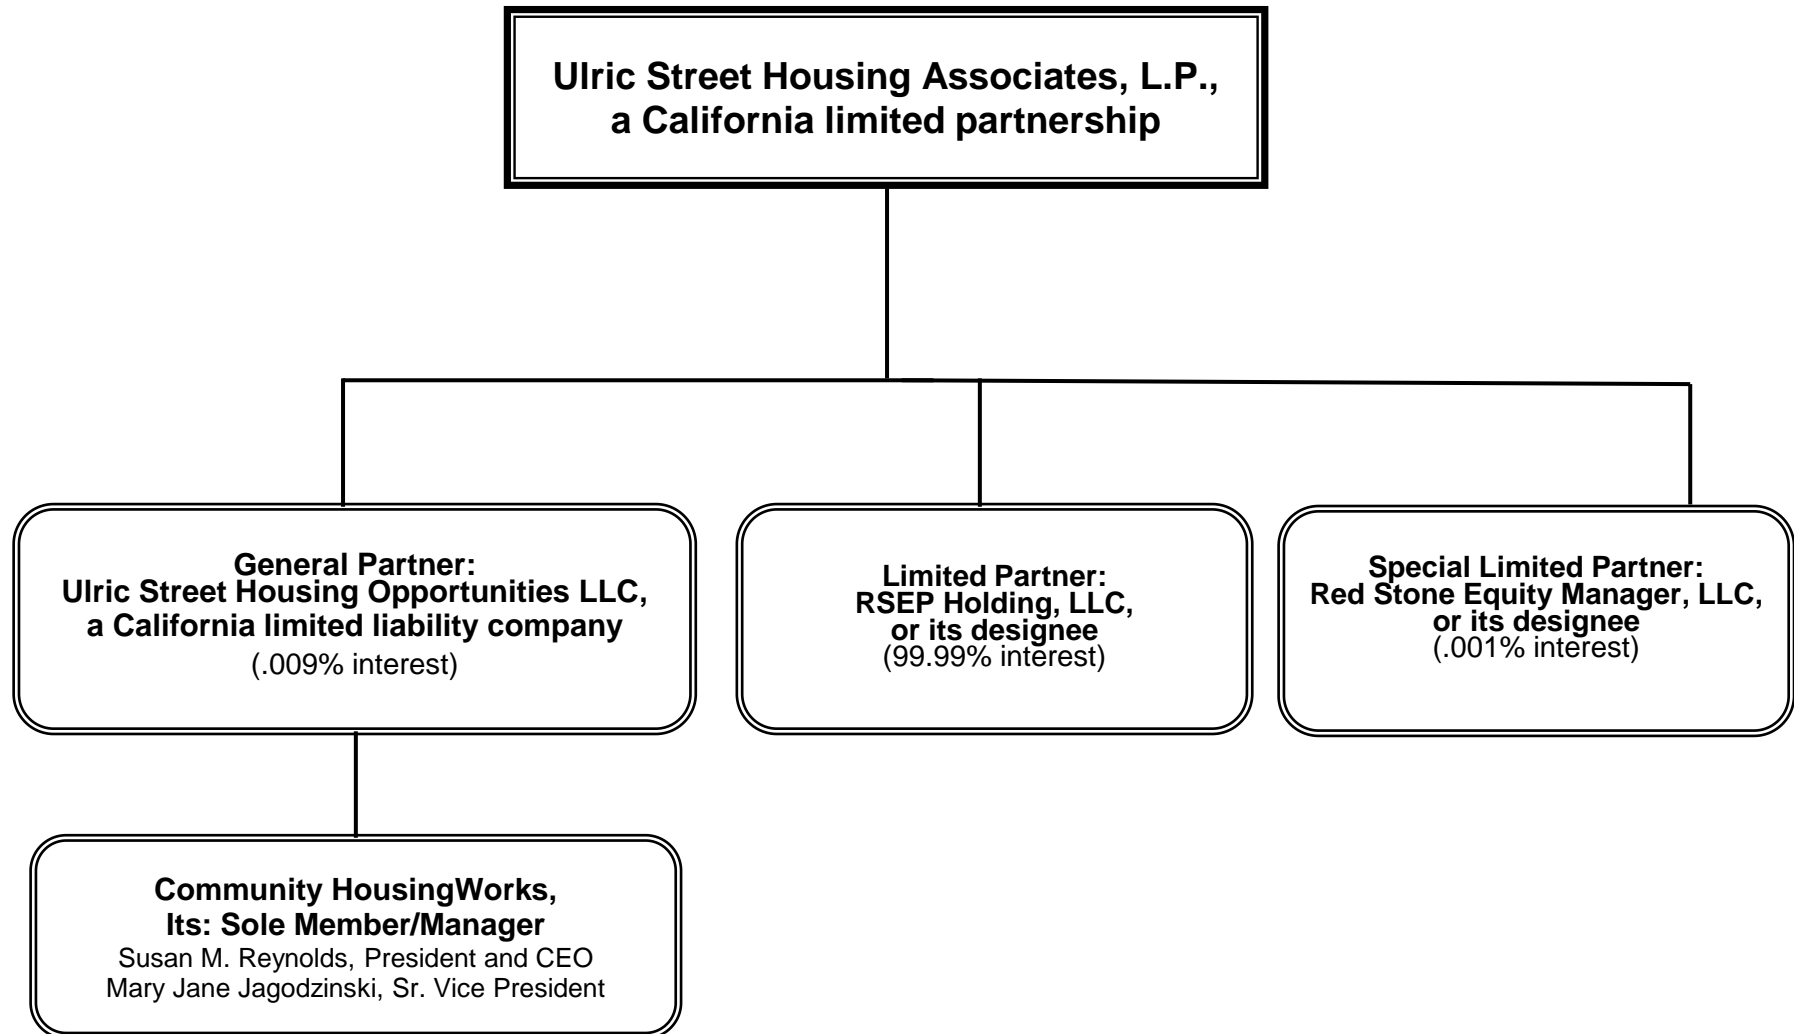 Ulric Street Housing Associates, L.P.,
a California limited partnership
General Partner:
Ulric Street Housing Opportunities LLC,
a California limited liability company
(.009% interest)
Limited Partner:
RSEP Holding, LLC,
or its designee
(99.99% interest)
Special Limited Partner:
Red Stone Equity Manager, LLC,
or its designee
(.001% interest)
Community HousingWorks,
Its: Sole Member/Manager
Susan M. Reynolds, President and CEO
Mary Jane Jagodzinski, Sr. Vice President